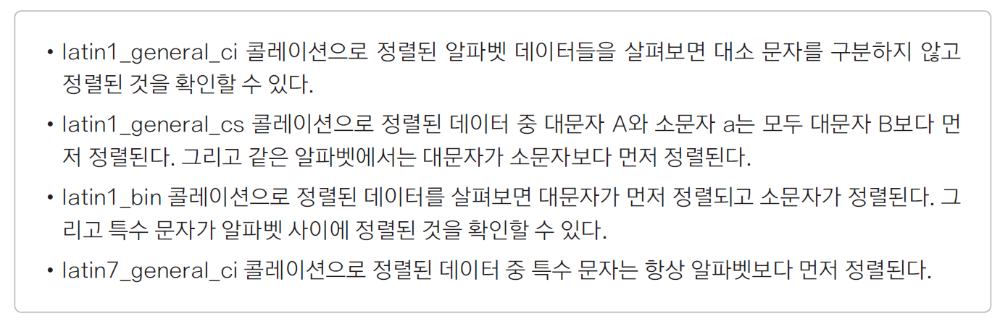 • latin1_general_ci 콜레이션으로 정렬된 알파벳 데이터들을 살펴보면 대소 문자를 구분하지 않고
정렬된 것을 확인할 수 있다.
• latin1_general_cs 콜레이션으로 정렬된 데이터 중 대문자 A와 소문자 a는 모두 대문자 B보다 먼
저 정렬된다. 그리고 같은 알파벳에서는 대문자가 소문자보다 먼저 정렬된다.
• latin1_bin 콜레이션으로 정렬된 데이터를 살펴보면 대문자가 먼저 정렬되고 소문자가 정렬된다. 그
리고 특수 문자가 알파벳 사이에 정렬된 것을 확인할 수 있다.
• latin7_general_ci 콜레이션으로 정렬된 데이터 중 특수 문자는 항상 알파벳보다 먼저 정렬된다.